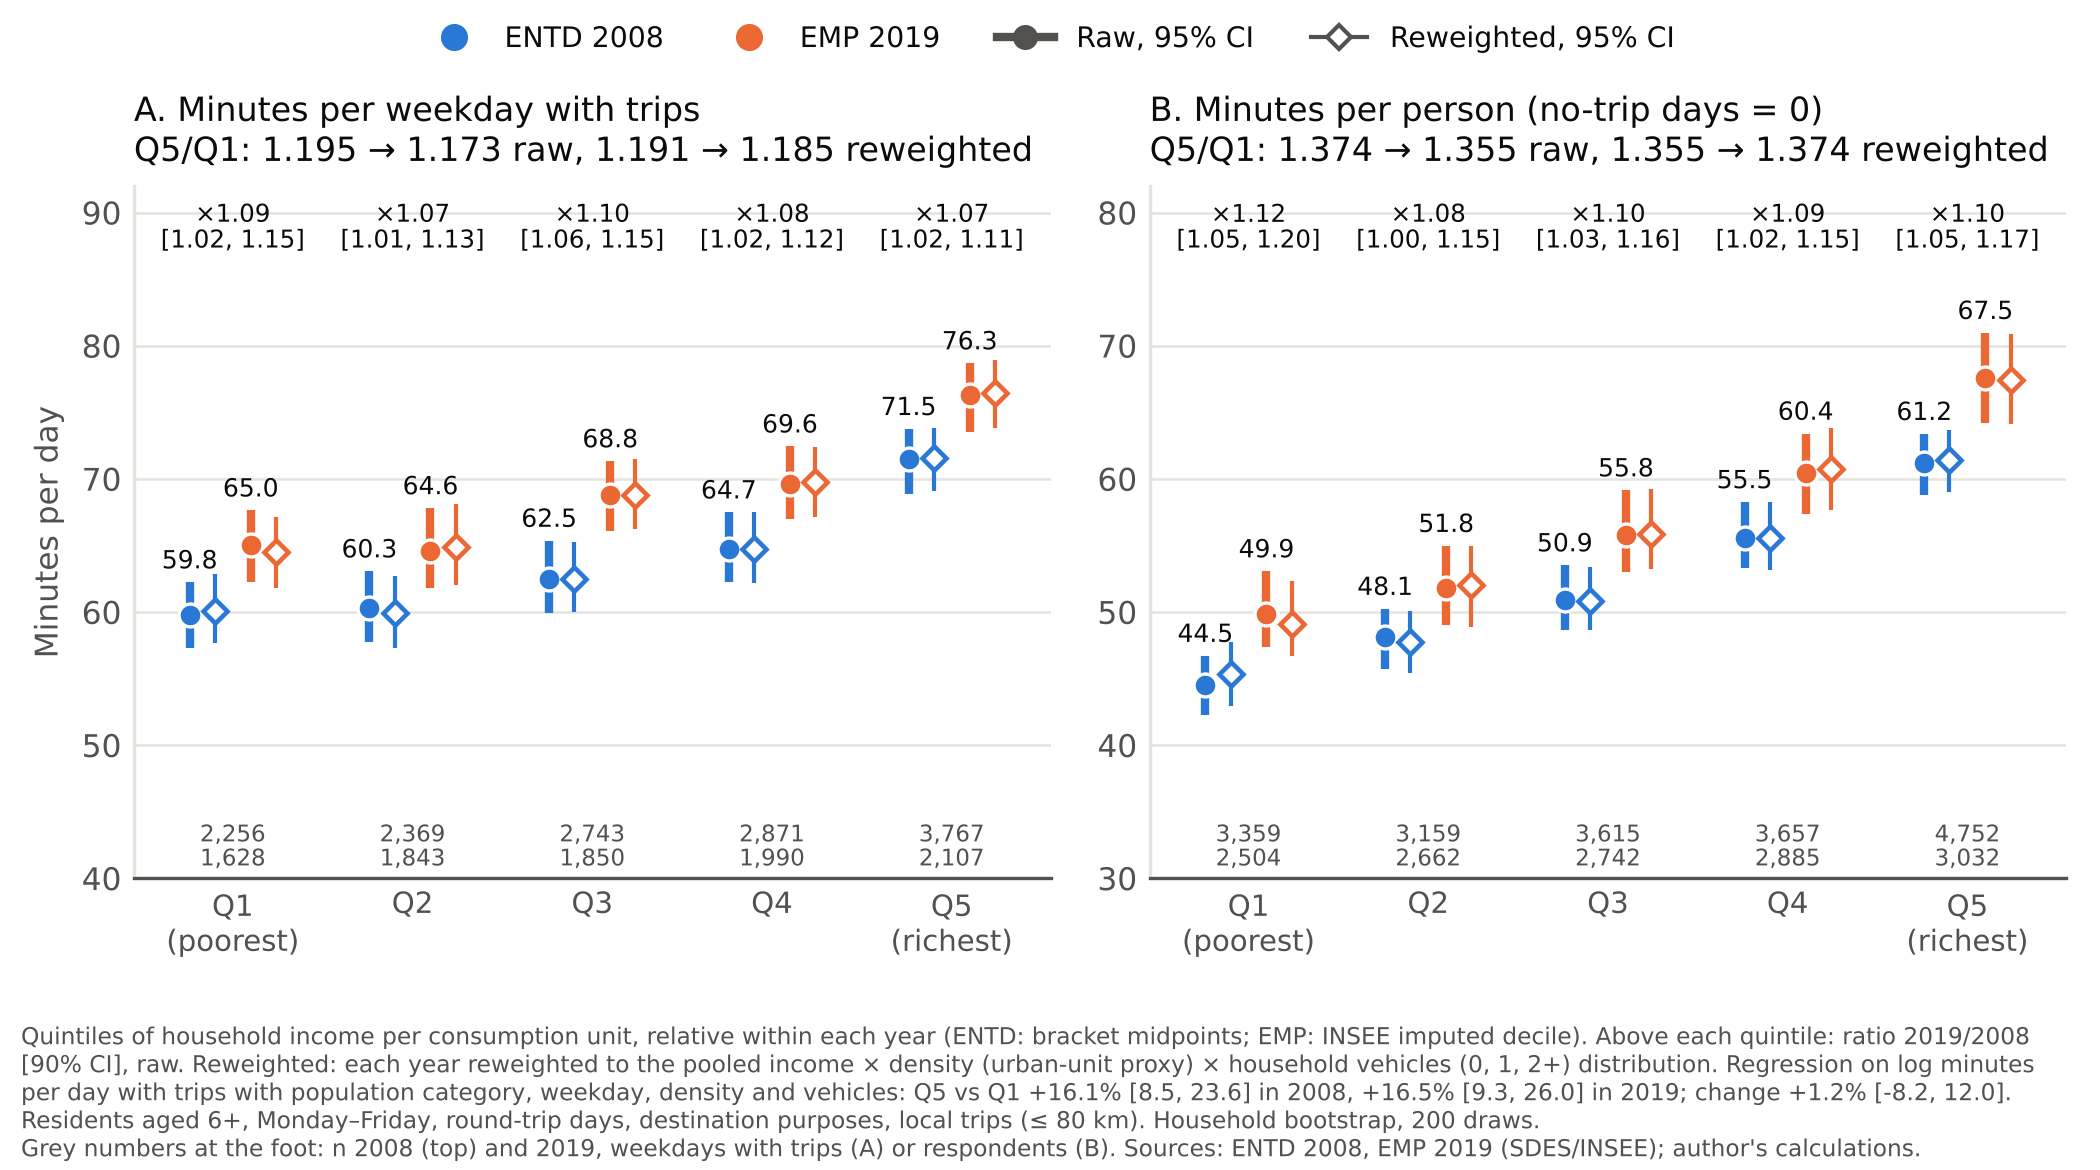 ENTD 2008 EMP 2019 Raw, 95% CI Reweighted, 95% CI
A. Minutes per weekday with trips
Q5/Q1: 1.195 → 1.173 raw, 1.191 → 1.185 reweighted
Minutes per day
90
80
70
60
50
40
×1.09 ×1.07 ×1.10 ×1.08 ×1.07
[1.02, 1.15] [1.01, 1.13] [1.06, 1.15] [1.02, 1.12] [1.02, 1.11]
59.8 65.0 60.3 64.6 62.5 68.8 64.7 69.6 71.5 76.3
2,256 2,369 2,743 2,871 3,767
1,628 1,843 1,850 1,990 2,107
Q1 Q2 Q3 Q4 Q5
(poorest) (richest)
B. Minutes per person (no-trip days = 0)
Q5/Q1: 1.374 → 1.355 raw, 1.355 → 1.374 reweighted
80
70
60
50
40
30
×1.12 ×1.08 ×1.10 ×1.09 ×1.10
[1.05, 1.20] [1.00, 1.15] [1.03, 1.16] [1.02, 1.15] [1.05, 1.17]
44.5 49.9 48.1 51.8 50.9 55.8 55.5 60.4 61.2 67.5
3,359 3,159 3,615 3,657 4,752
2,504 2,662 2,742 2,885 3,032
Q1 Q2 Q3 Q4 Q5
(poorest) (richest)
Quintiles of household income per consumption unit, relative within each year (ENTD: bracket midpoints; EMP: INSEE imputed decile). Above each quintile: ratio 2019/2008
[90% CI], raw. Reweighted: each year reweighted to the pooled income × density (urban-unit proxy) × household vehicles (0, 1, 2+) distribution. Regression on log minutes
per day with trips with population category, weekday, density and vehicles: Q5 vs Q1 +16.1% [8.5, 23.6] in 2008, +16.5% [9.3, 26.0] in 2019; change +1.2% [-8.2, 12.0].
Residents aged 6+, Monday–Friday, round-trip days, destination purposes, local trips (≤ 80 km). Household bootstrap, 200 draws.
Grey numbers at the foot: n 2008 (top) and 2019, weekdays with trips (A) or respondents (B). Sources: ENTD 2008, EMP 2019 (SDES/INSEE); author's calculations.